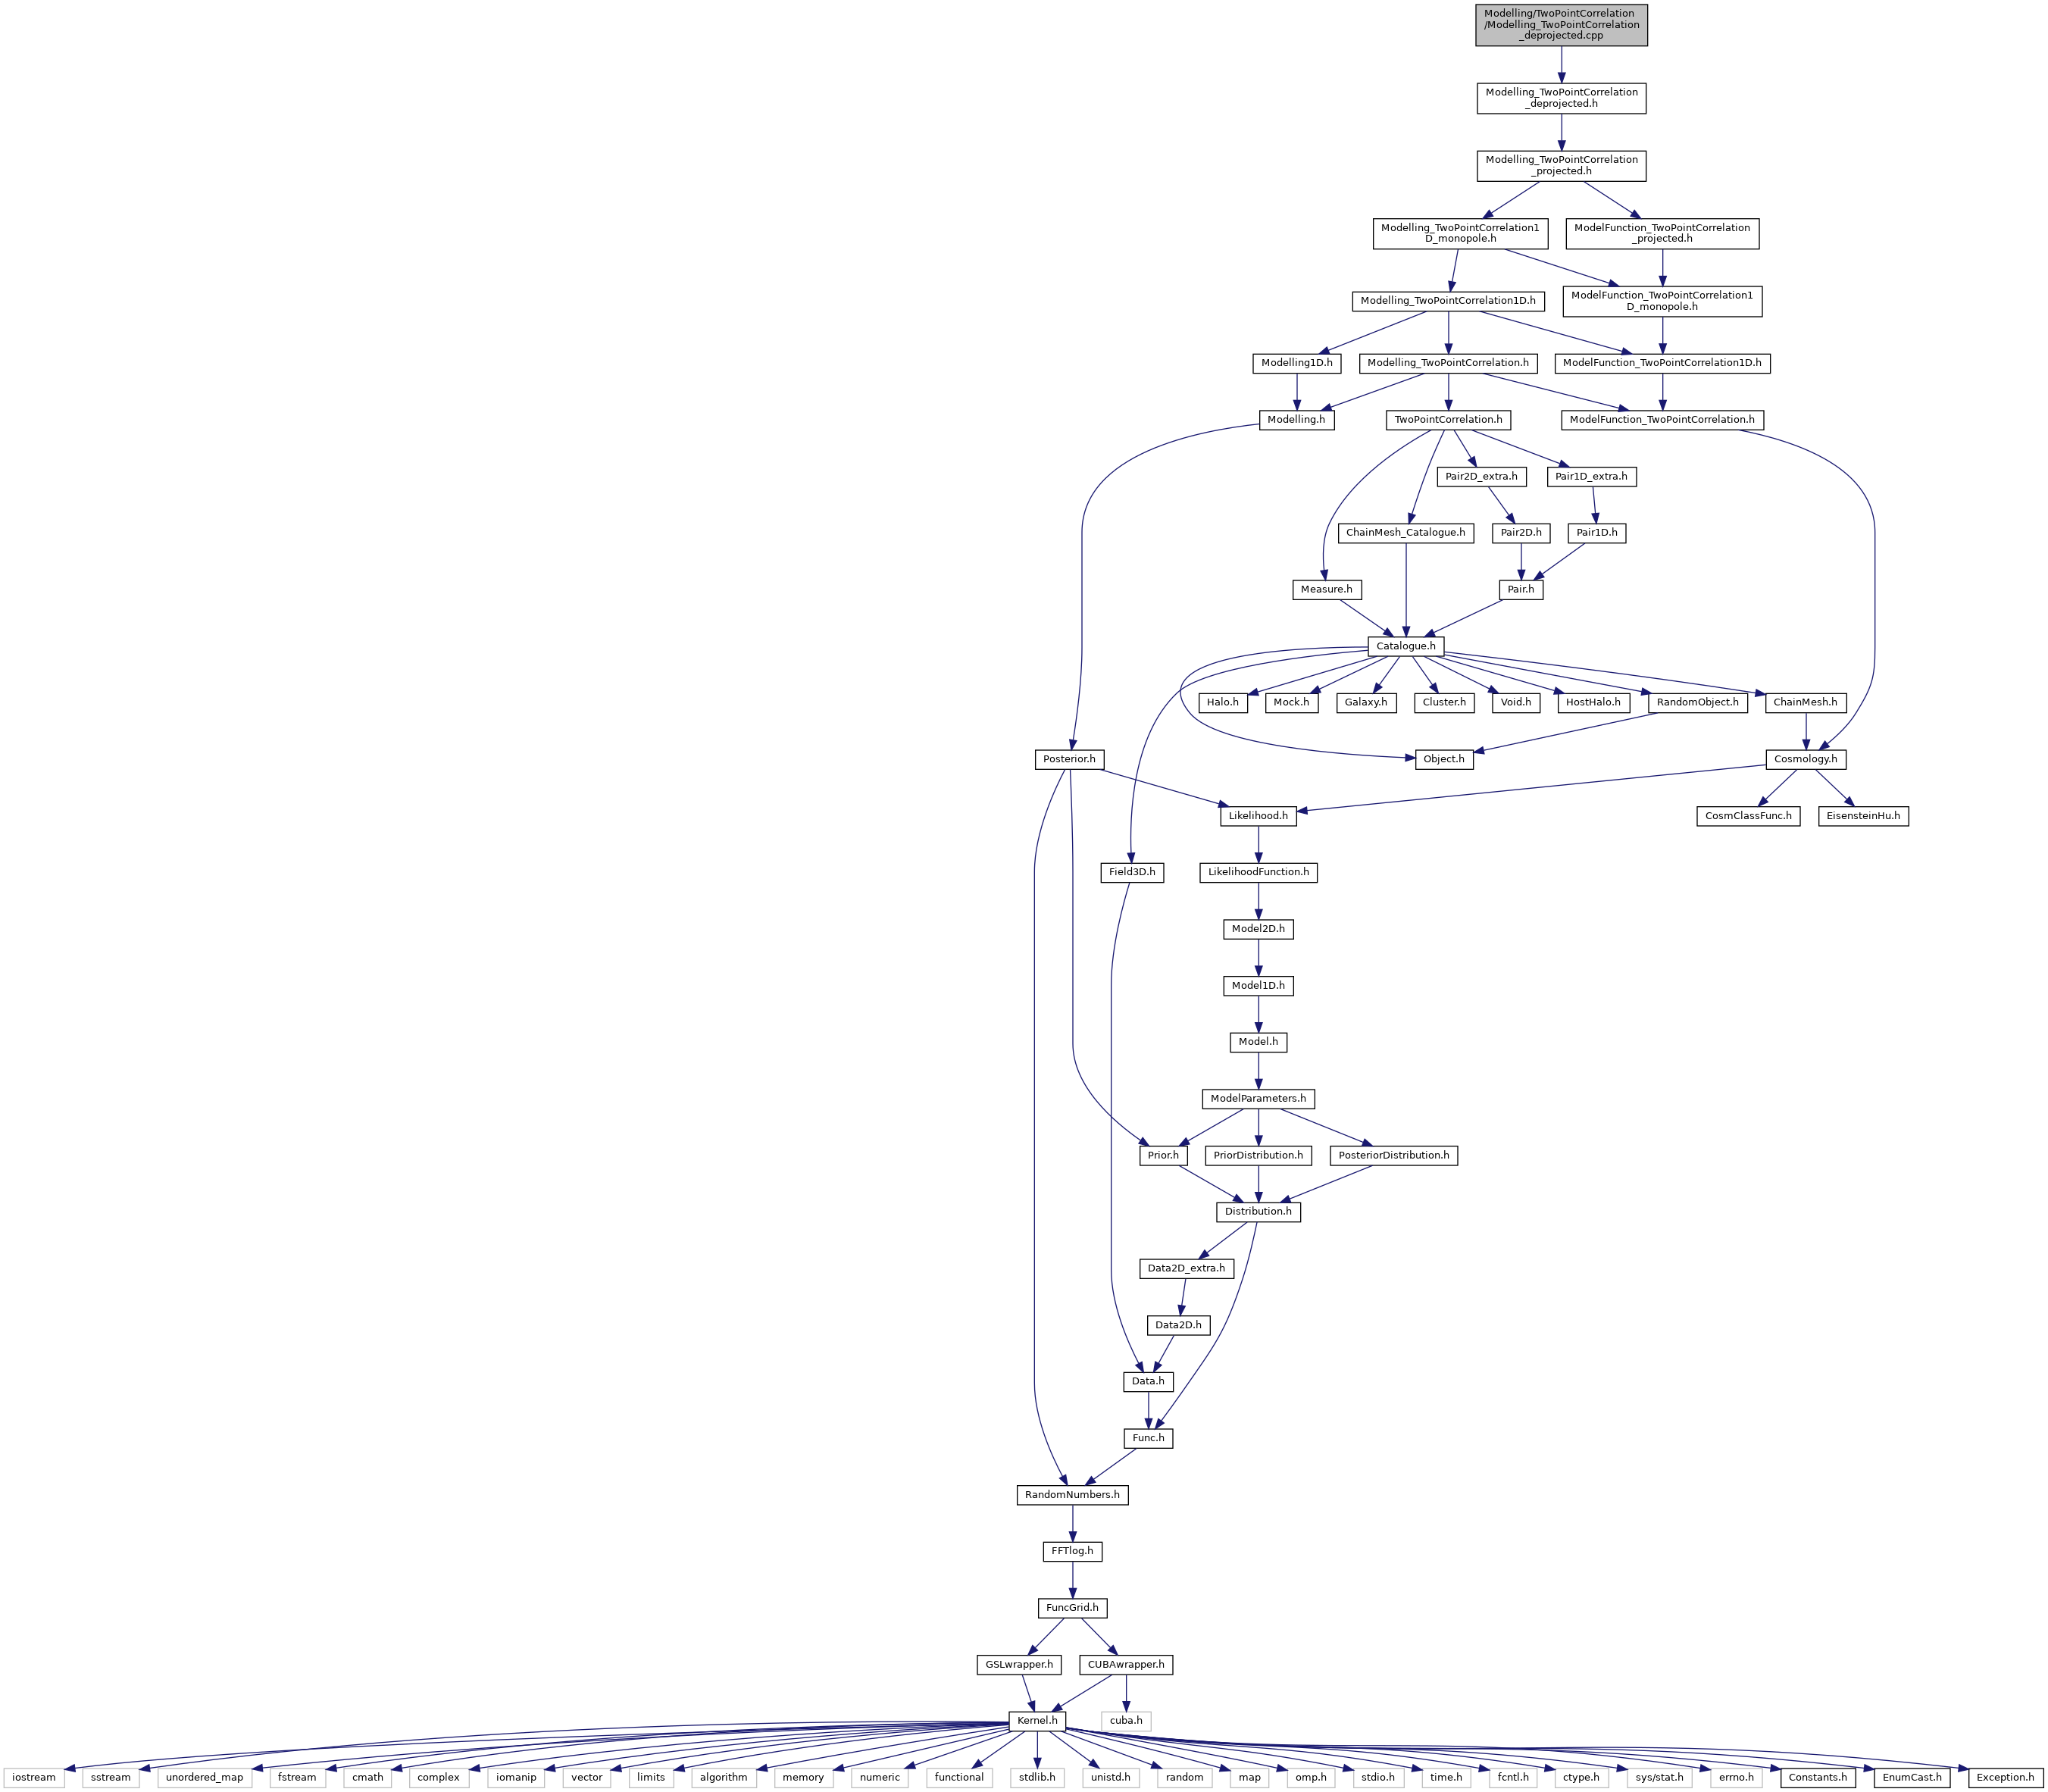 Modelling/TwoPointCorrelation
/Modelling_TwoPointCorrelation
_deprojected.cpp
Modelling_TwoPointCorrelation
_deprojected.h
Modelling_TwoPointCorrelation
_projected.h
Modelling_TwoPointCorrelation1
D_monopole.h
ModelFunction_TwoPointCorrelation
_projected.h
Modelling_TwoPointCorrelation1D.h
ModelFunction_TwoPointCorrelation1
D_monopole.h
Modelling1D.h
Modelling_TwoPointCorrelation.h
ModelFunction_TwoPointCorrelation1D.h
Modelling.h
TwoPointCorrelation.h
ModelFunction_TwoPointCorrelation.h
Pair2D_extra.h
Pair1D_extra.h
ChainMesh_Catalogue.h
Pair2D.h
Pair1D.h
Measure.h
Pair.h
Catalogue.h
Halo.h
Mock.h
Galaxy.h
Cluster.h
Void.h
HostHalo.h
RandomObject.h
ChainMesh.h
Posterior.h
Object.h
Cosmology.h
Likelihood.h
CosmClassFunc.h
EisensteinHu.h
Field3D.h
LikelihoodFunction.h
Model2D.h
Model1D.h
Model.h
ModelParameters.h
Prior.h
PriorDistribution.h
PosteriorDistribution.h
Distribution.h
Data2D_extra.h
Data2D.h
Data.h
Func.h
RandomNumbers.h
FFTlog.h
FuncGrid.h
GSLwrapper.h
CUBAwrapper.h
Kernel.h
cuba.h
iostream
sstream
unordered_map
fstream
cmath
complex
iomanip
vector
limits
algorithm
memory
numeric
functional
stdlib.h
unistd.h
random
map
omp.h
stdio.h
time.h
fcntl.h
ctype.h
sys/stat.h
errno.h
Constants.h
EnumCast.h
Exception.h